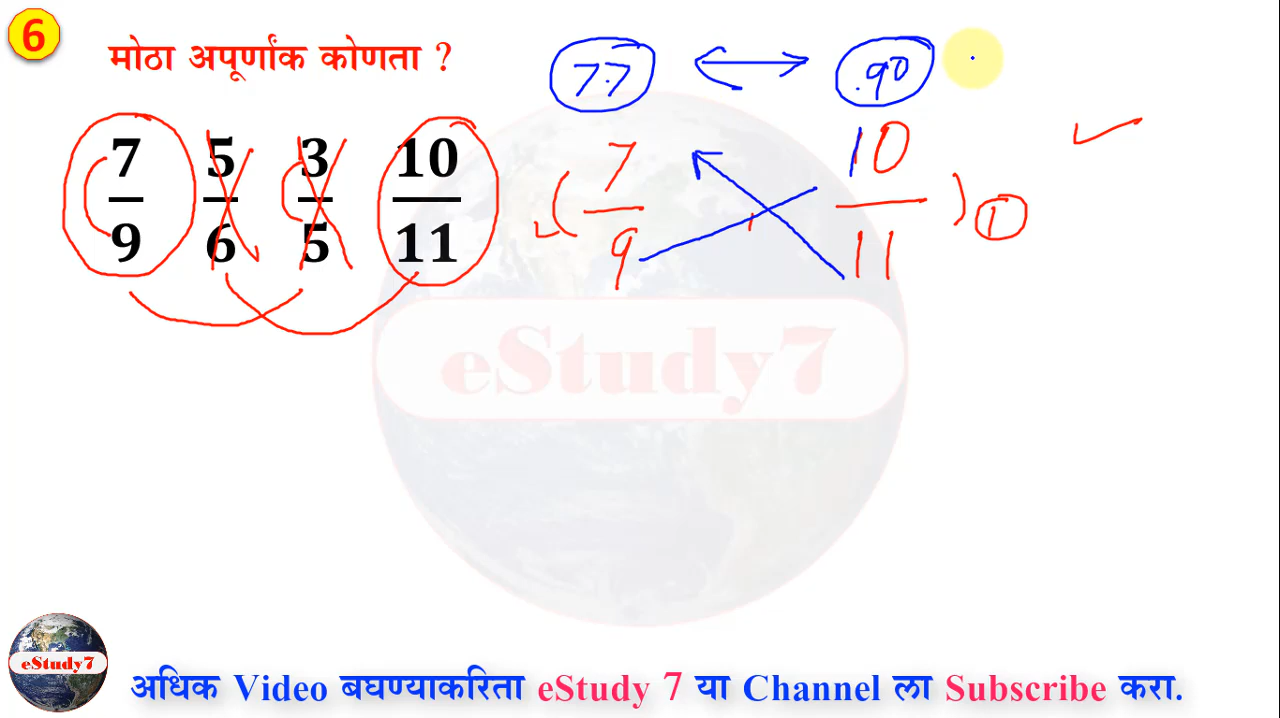 6
मोठा अपूर्णांक कोणता ?
77 .90
7/9 5/6 3/5 10/11
7/9 10/11 1
eStudy7
eStudy7
अधिक Video बघण्याकरिता eStudy 7 या Channel ला Subscribe करा.